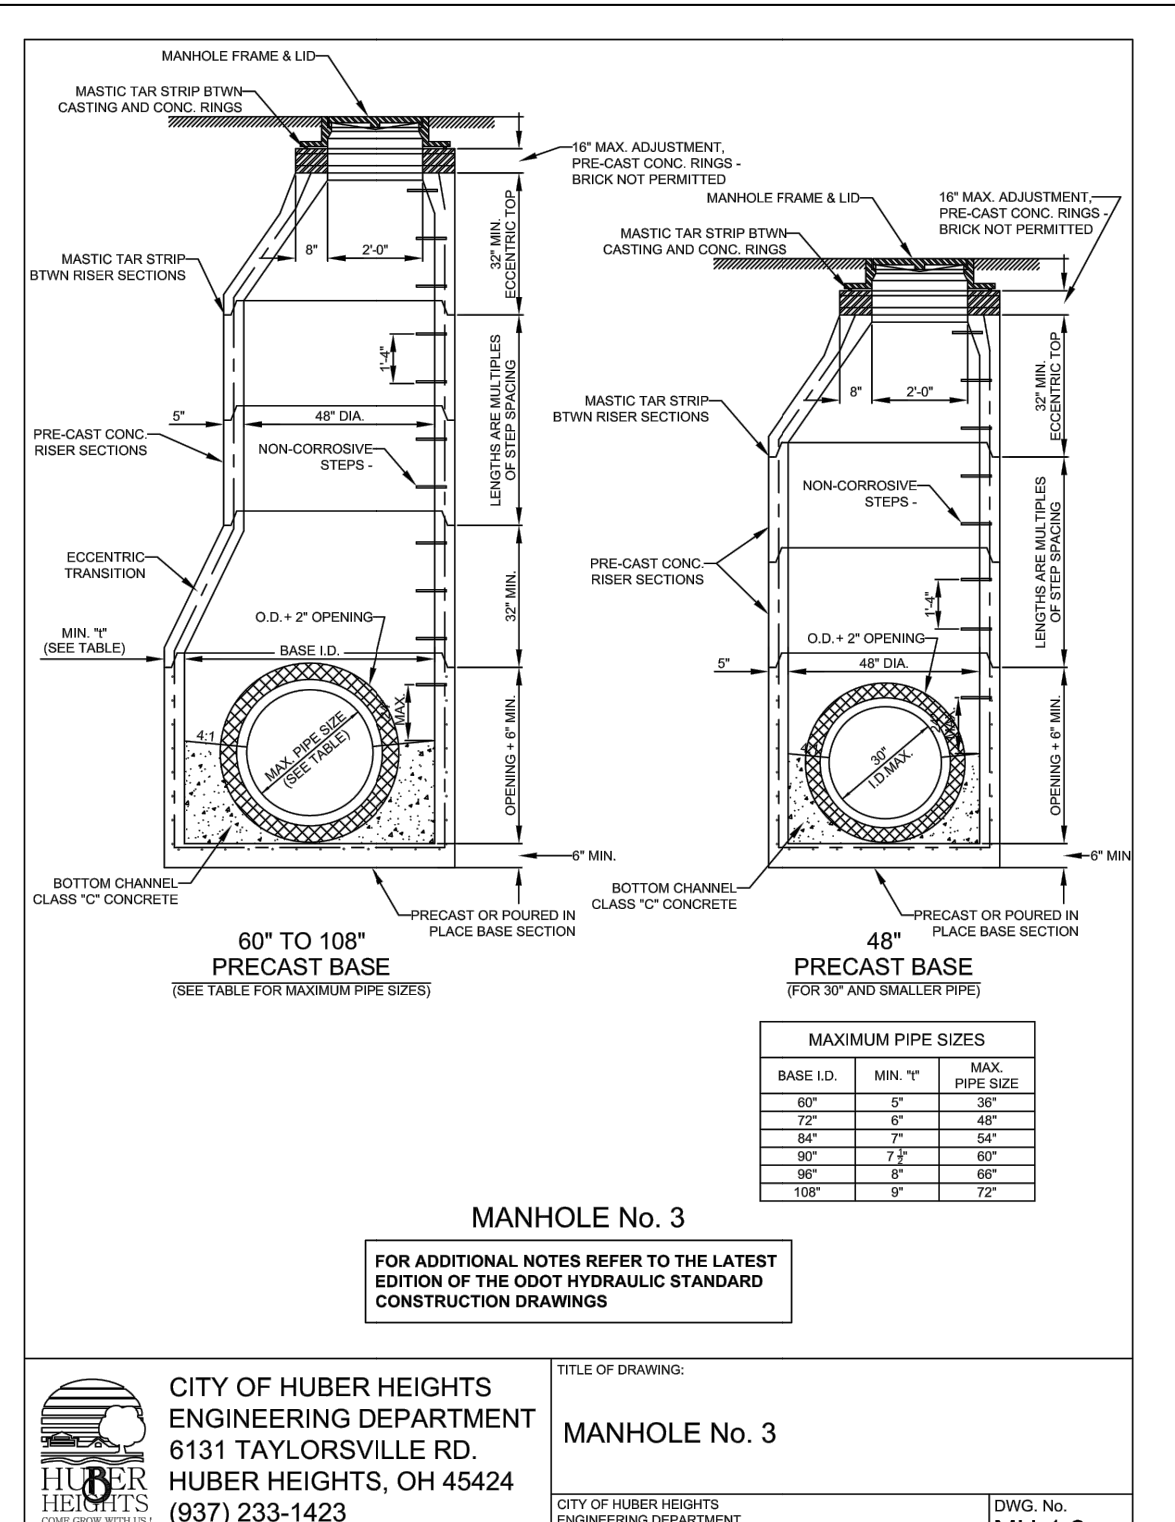 MANHOLE FRAME & LID
MASTIC TAR STRIP BTWN
CASTING AND CONC. RINGS
16" MAX. ADJUSTMENT,
PRE-CAST CONC. RINGS -
BRICK NOT PERMITTED
32" MIN.
ECCENTRIC TOP
8"
2'-0"
MASTIC TAR STRIP
BTWN RISER SECTIONS
1'-4"
LENGTHS ARE MULTIPLES
OF STEP SPACING
5"
48" DIA.
PRE-CAST CONC.
RISER SECTIONS
NON-CORROSIVE
STEPS -
ECCENTRIC
TRANSITION
32" MIN.
O.D.+ 2" OPENING
MIN. "t"
(SEE TABLE)
BASE I.D.
MAX.
4:1
MAX. PIPE SIZE
(SEE TABLE)
OPENING + 6" MIN.
6" MIN.
BOTTOM CHANNEL
CLASS "C" CONCRETE
PRECAST OR POURED IN
PLACE BASE SECTION
60" TO 108"
PRECAST BASE
(SEE TABLE FOR MAXIMUM PIPE SIZES)
MANHOLE FRAME & LID
16" MAX. ADJUSTMENT,
PRE-CAST CONC. RINGS -
BRICK NOT PERMITTED
MASTIC TAR STRIP BTWN
CASTING AND CONC. RINGS
32" MIN.
ECCENTRIC TOP
8"
2'-0"
MASTIC TAR STRIP
BTWN RISER SECTIONS
NON-CORROSIVE
STEPS -
LENGTHS ARE MULTIPLES
OF STEP SPACING
PRE-CAST CONC.
RISER SECTIONS
1'-4"
O.D.+ 2" OPENING
5"
48" DIA.
30"
I.D.MAX.
OPENING + 6" MIN.
6" MIN
BOTTOM CHANNEL
CLASS "C" CONCRETE
PRECAST OR POURED IN
PLACE BASE SECTION
48"
PRECAST BASE
(FOR 30" AND SMALLER PIPE)
MAXIMUM PIPE SIZES
BASE I.D. MIN. "t" MAX. PIPE SIZE
60" 5" 36"
72" 6" 48"
84" 7" 54"
90" 7 1/2" 60"
96" 8" 66"
108" 9" 72"
MANHOLE No. 3
FOR ADDITIONAL NOTES REFER TO THE LATEST
EDITION OF THE ODOT HYDRAULIC STANDARD
CONSTRUCTION DRAWINGS
HUBER
HEIGHTS
COME GROW WITH US!
CITY OF HUBER HEIGHTS
ENGINEERING DEPARTMENT
6131 TAYLORSVILLE RD.
HUBER HEIGHTS, OH 45424
(937) 233-1423
TITLE OF DRAWING:
MANHOLE No. 3
CITY OF HUBER HEIGHTS
ENGINEERING DEPARTMENT
DWG. No.